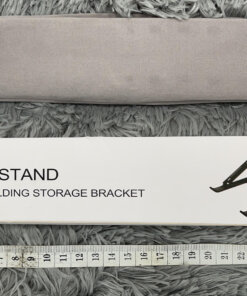 STAND
LDING STORAGE BRACKET